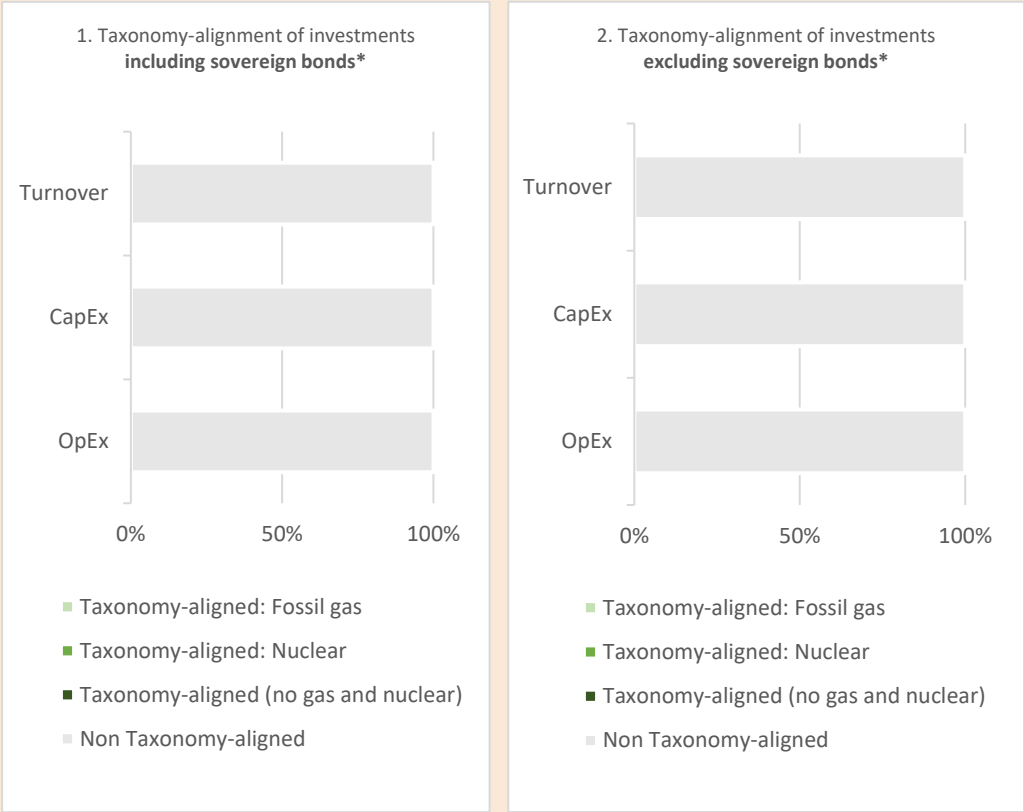 1. Taxonomy-alignment of investments
including sovereign bonds*
Turnover
CapEx
OpEx
0% 50% 100%
Taxonomy-aligned: Fossil gas
Taxonomy-aligned: Nuclear
Taxonomy-aligned (no gas and nuclear)
Non Taxonomy-aligned
2. Taxonomy-alignment of investments
excluding sovereign bonds*
Turnover
CapEx
OpEx
0% 50% 100%
Taxonomy-aligned: Fossil gas
Taxonomy-aligned: Nuclear
Taxonomy-aligned (no gas and nuclear)
Non Taxonomy-aligned